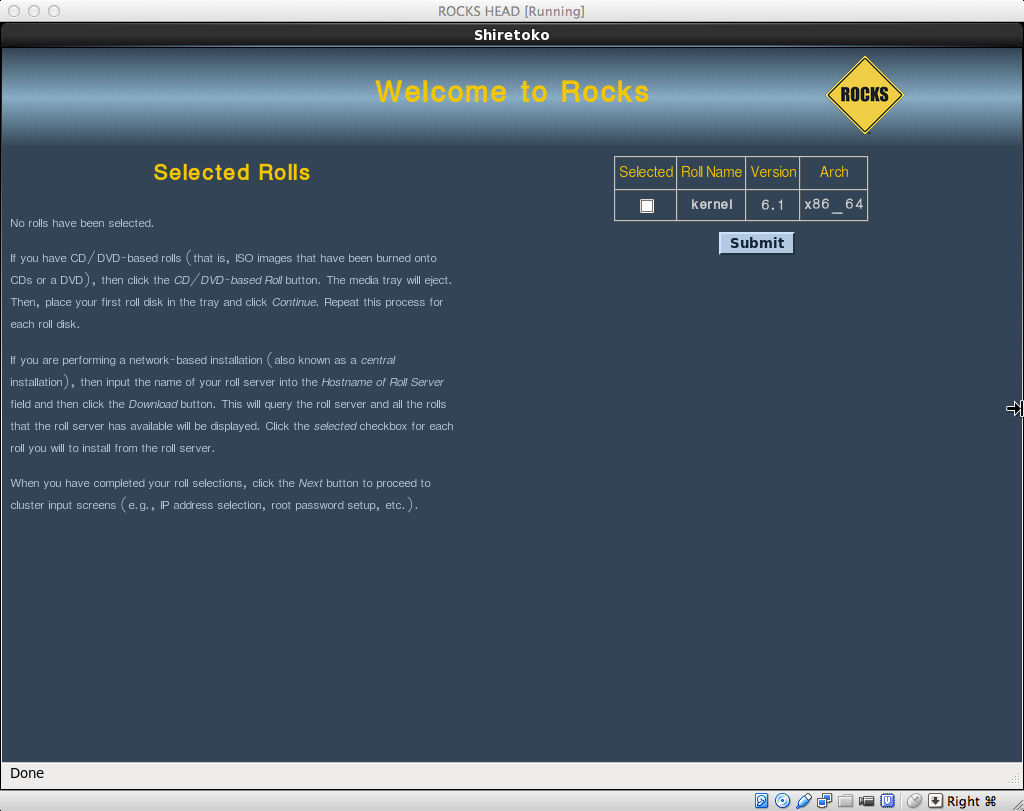 ROCKS HEAD [Running]
Shiretoko
Welcome to Rocks
ROCKS
Selected Rolls
No rolls have been selected.
If you have CD/DVD-based rolls (that is, ISO images that have been burned onto
CDs or a DVD), then click the CD/DVD-based Roll button. The media tray will eject.
Then, place your first roll disk in the tray and click Continue. Repeat this process for
each roll disk.
If you are performing a network-based installation (also known as a central
installation), then input the name of your roll server into the Hostname of Roll Server
field and then click the Download button. This will query the roll server and all the rolls
that the roll server has available will be displayed. Click the selected checkbox for each
roll you will to install from the roll server.
When you have completed your roll selections, click the Next button to proceed to
cluster input screens (e.g., IP address selection, root password setup, etc.).
Selected Roll Name Version Arch
kernel 6.1 x86_64
Submit
Done
Right ⌘